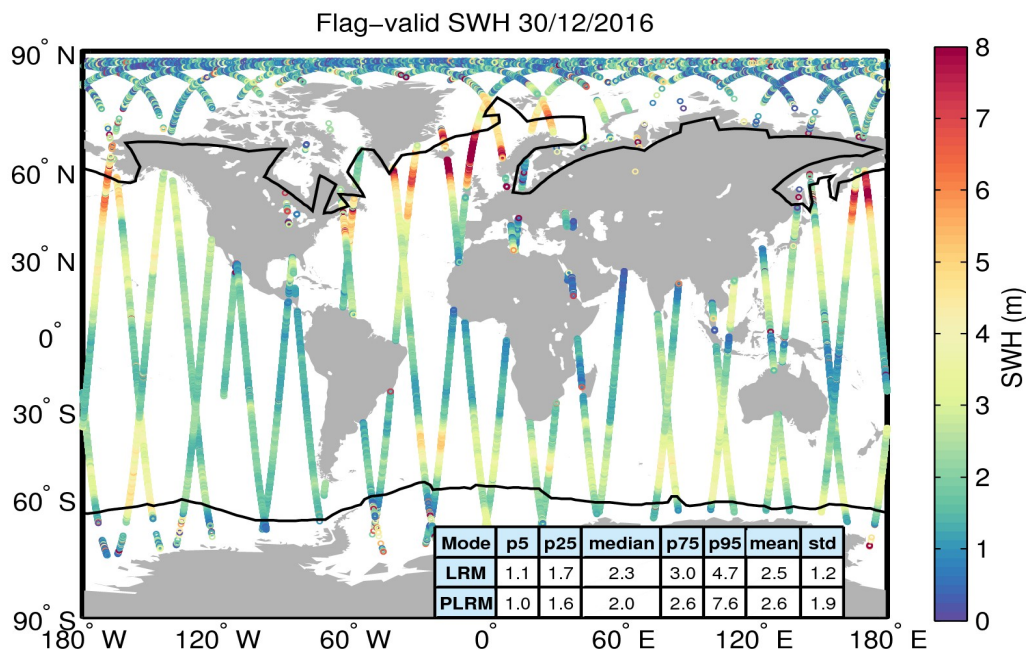 Flag−valid SWH 30/12/2016
90° N
60° N
30° N
0°
30° S
60° S
90° S
180° W
120° W
60° W
0°
60° E
120° E
180° E
8
7
6
5
4
3
2
1
0
SWH (m)
Mode p5 p25 median p75 p95 mean std
LRM 1.1 1.7 2.3 3.0 4.7 2.5 1.2
PLRM 1.0 1.6 2.0 2.6 7.6 2.6 1.9